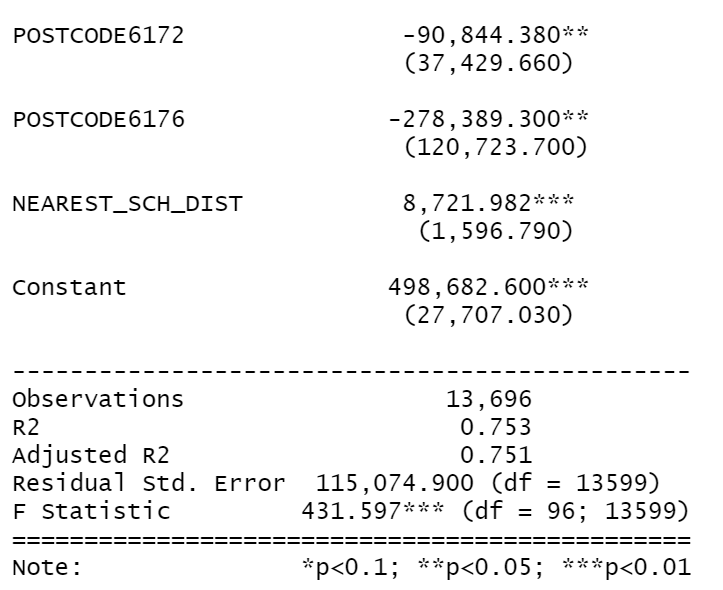 POSTCODE6172 -90,844.380**
(37,429.660)
POSTCODE6176 -278,389.300**
(120,723.700)
NEAREST_SCH_DIST 8,721.982***
(1,596.790)
Constant 498,682.600***
(27,707.030)
-----------------------------------------------
Observations 13,696
R2 0.753
Adjusted R2 0.751
Residual Std. Error 115,074.900 (df = 13599)
F Statistic 431.597*** (df = 96; 13599)
===============================================
Note: *p<0.1; **p<0.05; ***p<0.01